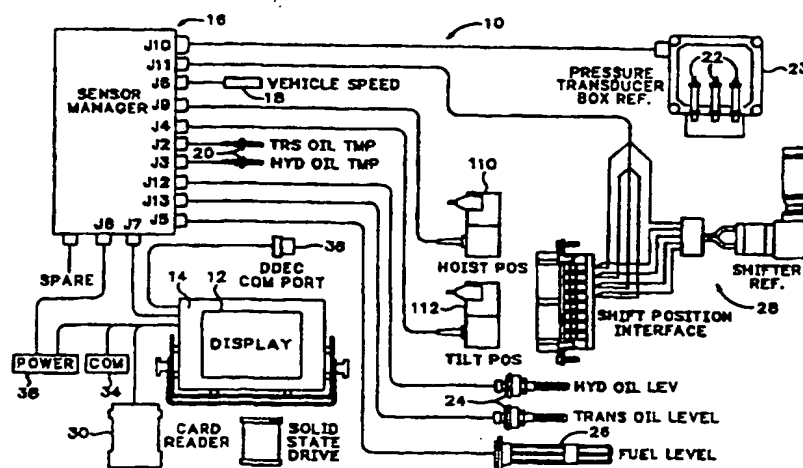 16
10
J10
J11
J8
J9
J4
J2
J3
J12
J13
J5
SENSOR
MANAGER
VEHICLE SPEED
18
TRS OIL TMP
20
HYD OIL TMP
22
23
PRESSURE
TRANSDUCER
BOX REF.
110
HOIST POS
112
TILT POS
SHIFT POSITION
INTERFACE
SHIFTER
REF.
28
J6
J7
SPARE
38
DDEC
COM PORT
14
12
DISPLAY
POWER
36
COM
34
30
CARD
READER
SOLID
STATE
DRIVE
HYD OIL LEV
24
TRANS OIL LEVEL
26
FUEL LEVEL